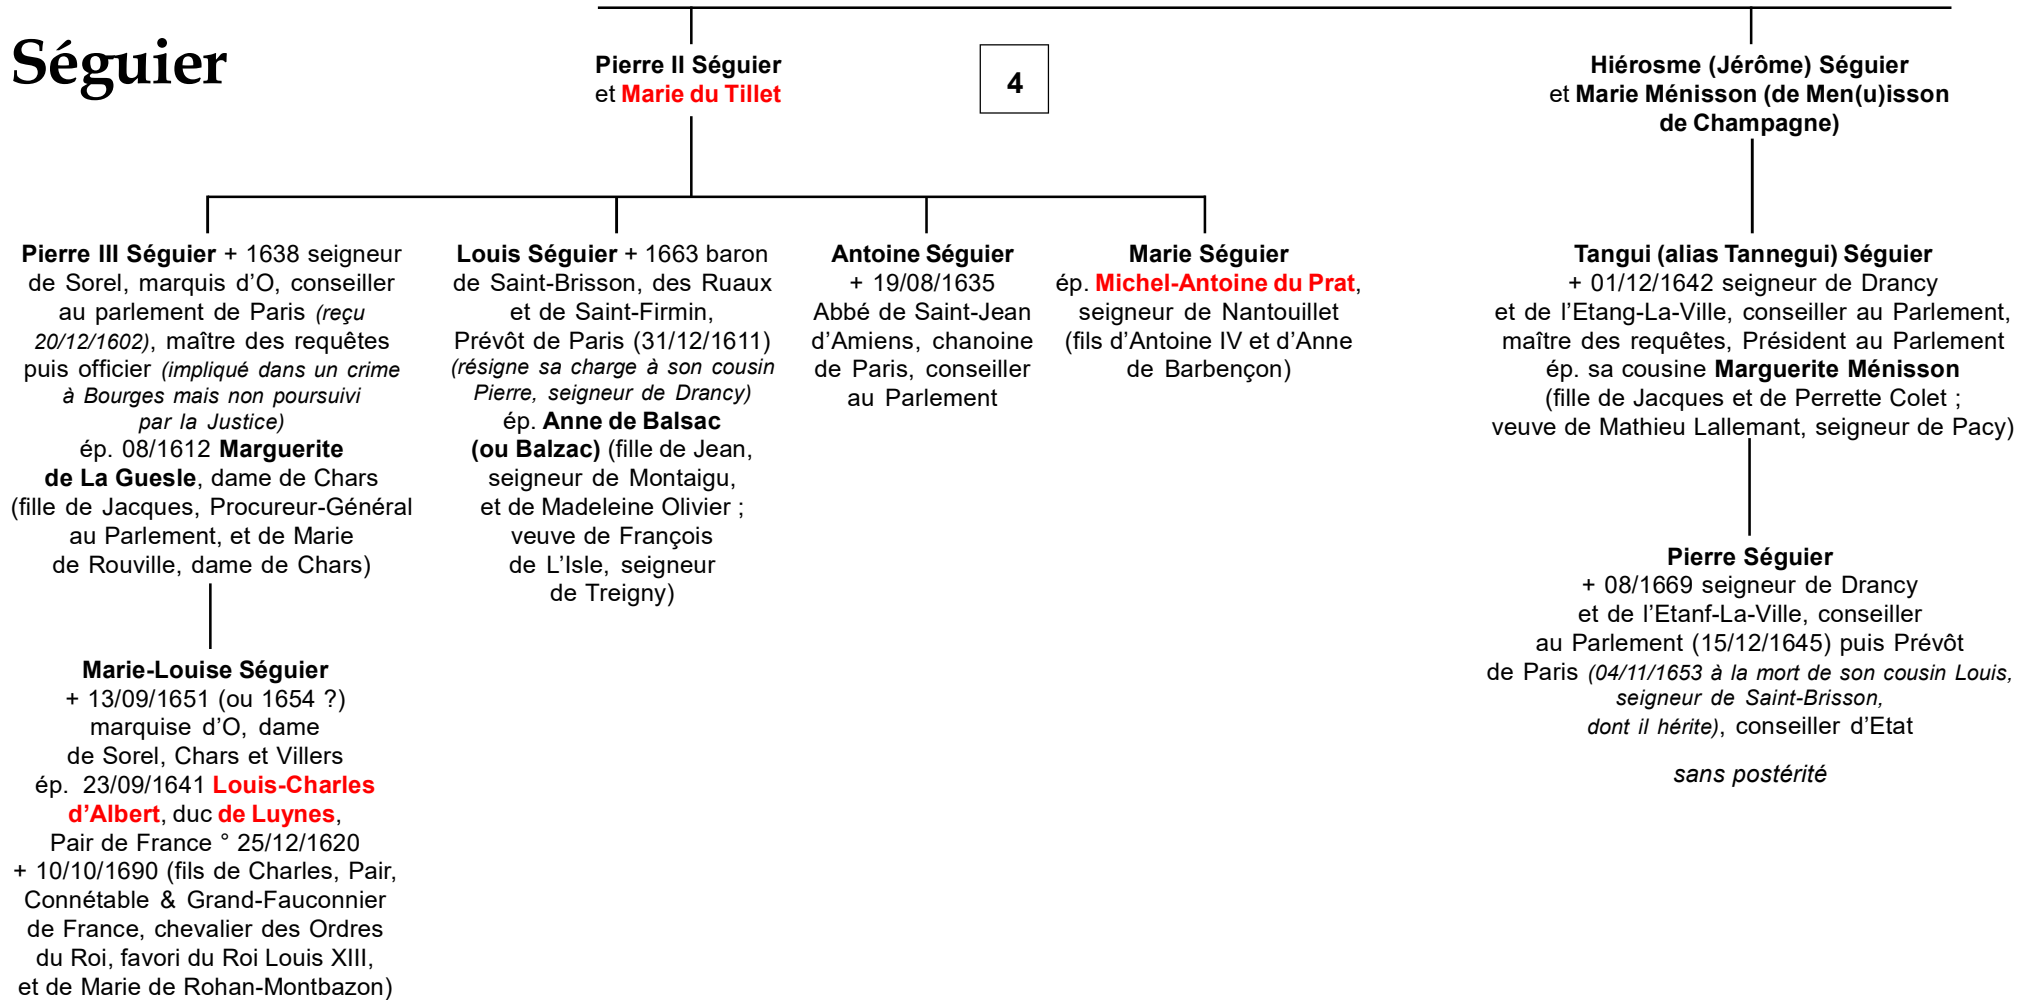 Séguier
Pierre II Séguier
et Marie du Tillet
4
Hiérosme (Jérôme) Séguier
et Marie Ménisson (de Men(u)isson
de Champagne)
Pierre III Séguier + 1638 seigneur
de Sorel, marquis d'O, conseiller
au parlement de Paris (reçu
20/12/1602), maître des requêtes
puis officier (impliqué dans un crime
à Bourges mais non poursuivi
par la Justice)
ép. 08/1612 Marguerite
de La Guesle, dame de Chars
(fille de Jacques, Procureur-Général
au Parlement, et de Marie
de Rouville, dame de Chars)
Louis Séguier + 1663 baron
de Saint-Brisson, des Ruaux
et de Saint-Firmin,
Prévôt de Paris (31/12/1611)
(résigne sa charge à son cousin
Pierre, seigneur de Drancy)
ép. Anne de Balsac
(ou Balzac) (fille de Jean,
seigneur de Montaigu,
et de Madeleine Olivier ;
veuve de François
de L'Isle, seigneur
de Treigny)
Antoine Séguier
+ 19/08/1635
Abbé de Saint-Jean
d'Amiens, chanoine
de Paris, conseiller
au Parlement
Marie Séguier
ép. Michel-Antoine du Prat,
seigneur de Nantouillet
(fils d'Antoine IV et d'Anne
de Barbençon)
Tangui (alias Tannegui) Séguier
+ 01/12/1642 seigneur de Drancy
et de l'Etang-La-Ville, conseiller au Parlement,
maître des requêtes, Président au Parlement
ép. sa cousine Marguerite Ménisson
(fille de Jacques et de Perrette Colet ;
veuve de Mathieu Lallemant, seigneur de Pacy)
Marie-Louise Séguier
+ 13/09/1651 (ou 1654 ?)
marquise d'O, dame
de Sorel, Chars et Villers
ép. 23/09/1641 Louis-Charles
d'Albert, duc de Luynes,
Pair de France ° 25/12/1620
+ 10/10/1690 (fils de Charles, Pair,
Connétable & Grand-Fauconnier
de France, chevalier des Ordres
du Roi, favori du Roi Louis XIII,
et de Marie de Rohan-Montbazon)
Pierre Séguier
+ 08/1669 seigneur de Drancy
et de l'Etanf-La-Ville, conseiller
au Parlement (15/12/1645) puis Prévôt
de Paris (04/11/1653 à la mort de son cousin Louis,
seigneur de Saint-Brisson,
dont il hérite), conseiller d'Etat
sans postérité